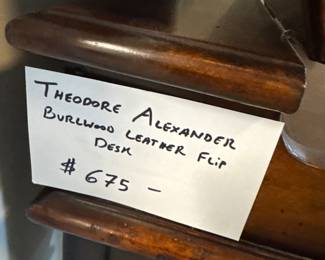 THEODORE ALEXANDER
BURLWOOD LEATHER FLIP
DESK
$ 675 -